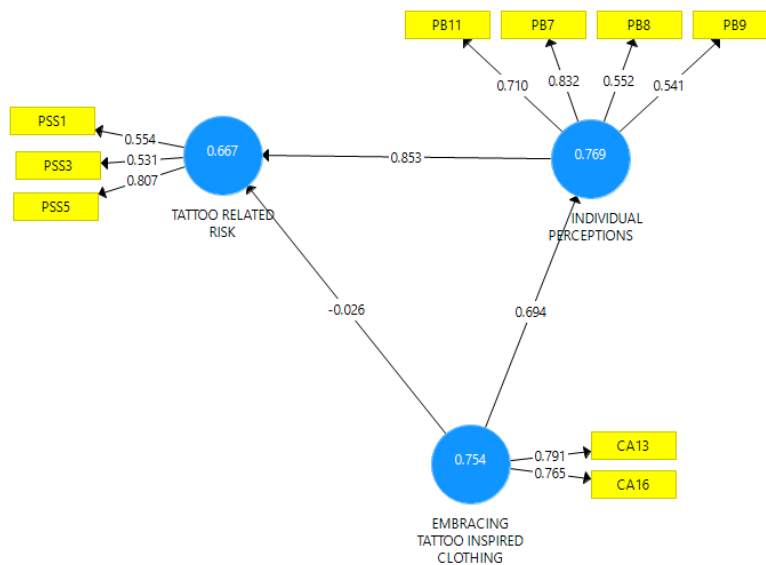 PB11 PB7 PB8 PB9
0.710 0.832 0.552 0.541
PSS1
0.554
PSS3
0.531
PSS5
0.807
0.667
0.853
0.769
TATTOO RELATED
RISK
INDIVIDUAL
PERCEPTIONS
-0.026
0.694
0.754
0.791
CA13
0.765
CA16
EMBRACING
TATTOO INSPIRED
CLOTHING